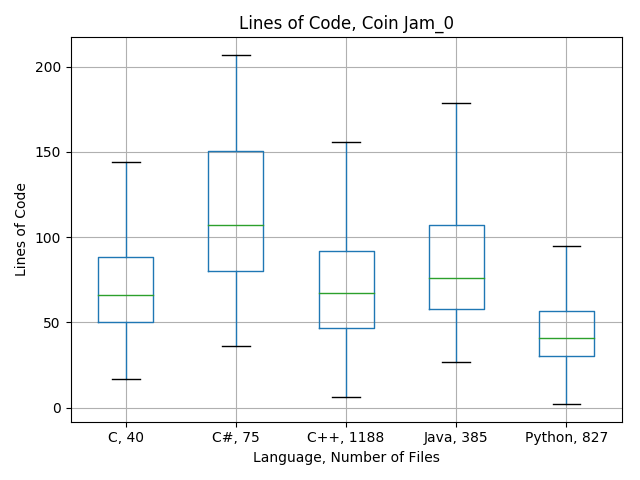 Lines of Code, Coin Jam_0
200
150
100
50
0
Lines of Code
C, 40
C#, 75
C++, 1188
Java, 385
Python, 827
Language, Number of Files